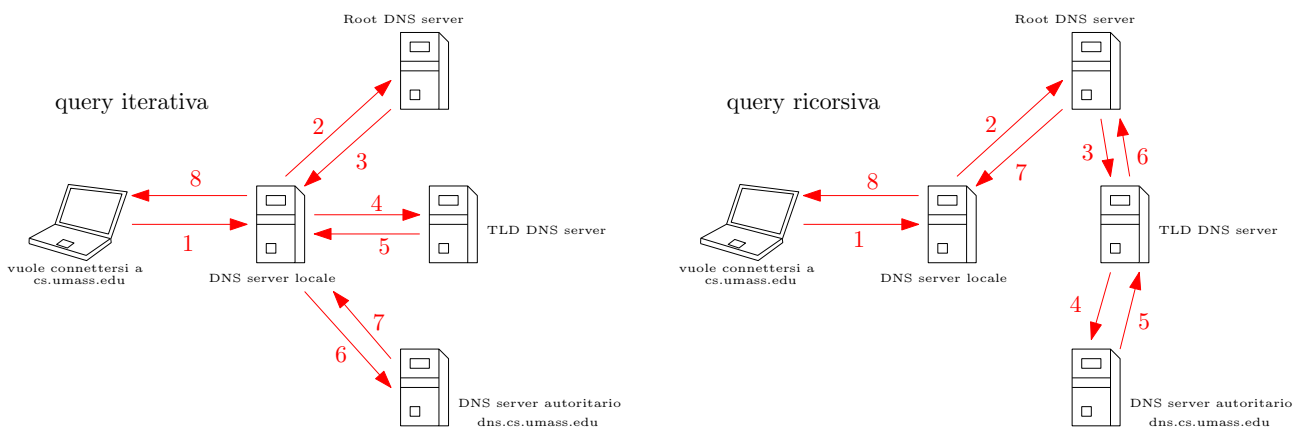 Root DNS server
query iterativa
2
3
8
1
4
5
TLD DNS server
vuole connettersi a
cs.umass.edu
DNS server locale
7
6
DNS server autoritario
dns.cs.umass.edu
Root DNS server
query ricorsiva
2
7
3
6
8
1
TLD DNS server
vuole connettersi a
cs.umass.edu
DNS server locale
4
5
DNS server autoritario
dns.cs.umass.edu